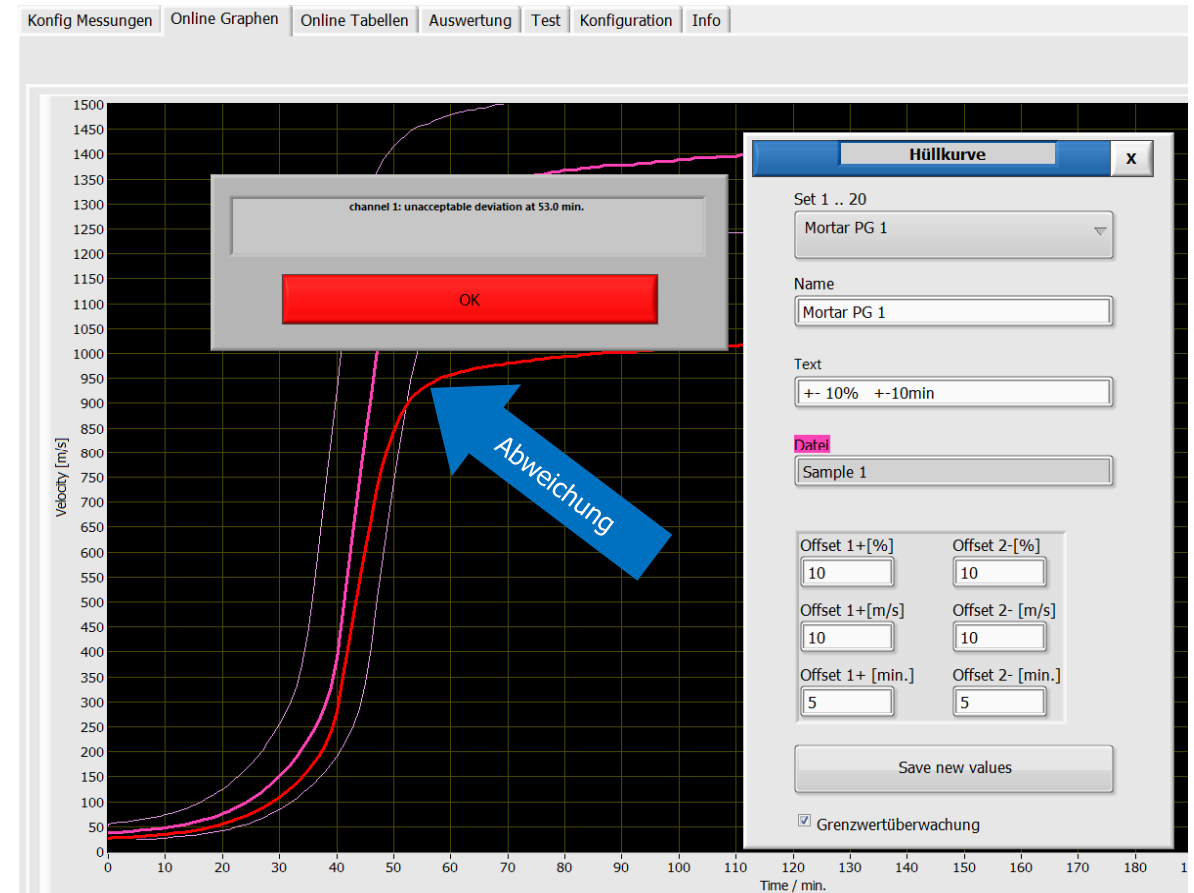 Konfig Messungen Online Graphen Online Tabellen Auswertung Test Konfiguration Info
1500
1450
1400
1350
1300
1250
1200
1150
1100
1050
1000
950
900
850
800
750
700
650
600
550
500
450
400
350
300
250
200
150
100
50
0
Velocity [m/s]
0 10 20 30 40 50 60 70 80 90 100 110 120 130 140 150 160 170 180 1
Time / min.
channel 1: unacceptable deviation at 53.0 min.
OK
Abweichung
Hüllkurve x
Set 1 .. 20
Mortar PG 1
Name
Mortar PG 1
Text
+- 10% +-10min
Datei
Sample 1
Offset 1+[%] Offset 2-[%]
10 10
Offset 1+[m/s] Offset 2- [m/s]
10 10
Offset 1+ [min.] Offset 2- [min.]
5 5
Save new values
Grenzwertüberwachung